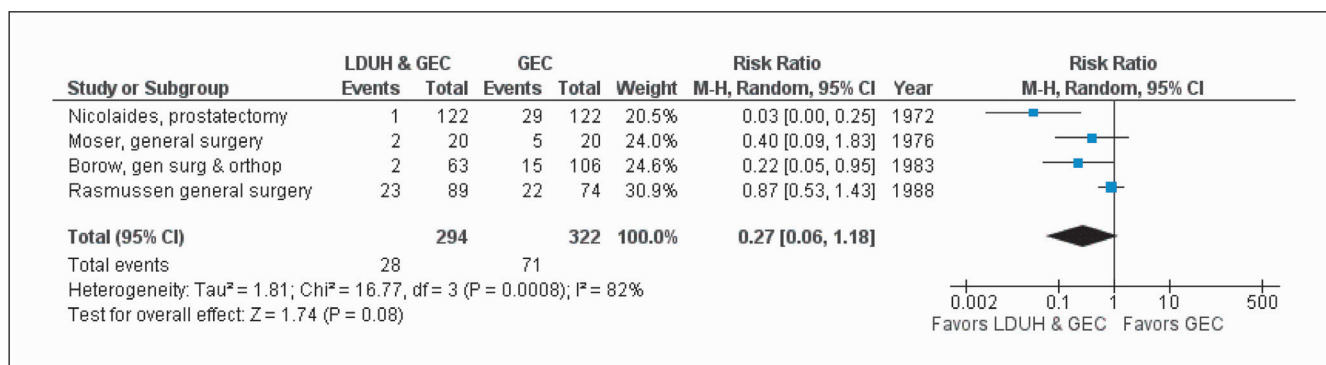 LDUH & GEC GEC Risk Ratio Risk Ratio
Study or Subgroup Events Total Events Total Weight M-H, Random, 95% CI Year M-H, Random, 95% CI
Nicolaides, prostatectomy 1 122 29 122 20.5% 0.03 [0.00, 0.25] 1972
Moser, general surgery 2 20 5 20 24.0% 0.40 [0.09, 1.83] 1976
Borow, gen surg & orthop 2 63 15 106 24.6% 0.22 [0.05, 0.95] 1983
Rasmussen general surgery 23 89 22 74 30.9% 0.87 [0.53, 1.43] 1988
Total (95% CI) 294 322 100.0% 0.27 [0.06, 1.18]
Total events 28 71
Heterogeneity: Tau² = 1.81; Chi² = 16.77, df = 3 (P = 0.0008); I² = 82%
Test for overall effect: Z = 1.74 (P = 0.08)
0.002 0.1 1 10 500
Favors LDUH & GEC Favors GEC